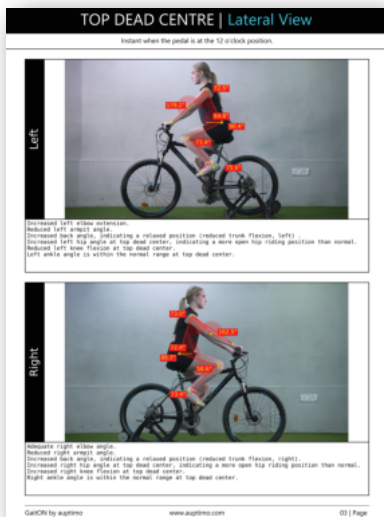 TOP DEAD CENTRE | Lateral View
Instant when the pedal is at the 12 o'clock position.
Left
Increased left elbow extension.
Reduced left armpit angle.
Increased back angle, indicating a relaxed position (reduced trunk flexion, left) .
Increased left hip angle at top dead center, indicating a more open hip riding position than normal.
Reduced left knee flexion at top dead center.
Left ankle angle is within the normal range at top dead center.
Right
Adequate right elbow angle.
Reduced right armpit angle.
Increased back angle, indicating a relaxed position (reduced trunk flexion, right).
Increased right hip angle at top dead center, indicating a more open hip riding position than normal.
Increased right knee flexion at top dead center.
Right ankle angle is within the normal range at top dead center.
GaitON by auptimo www.auptimo.com 03 | Page